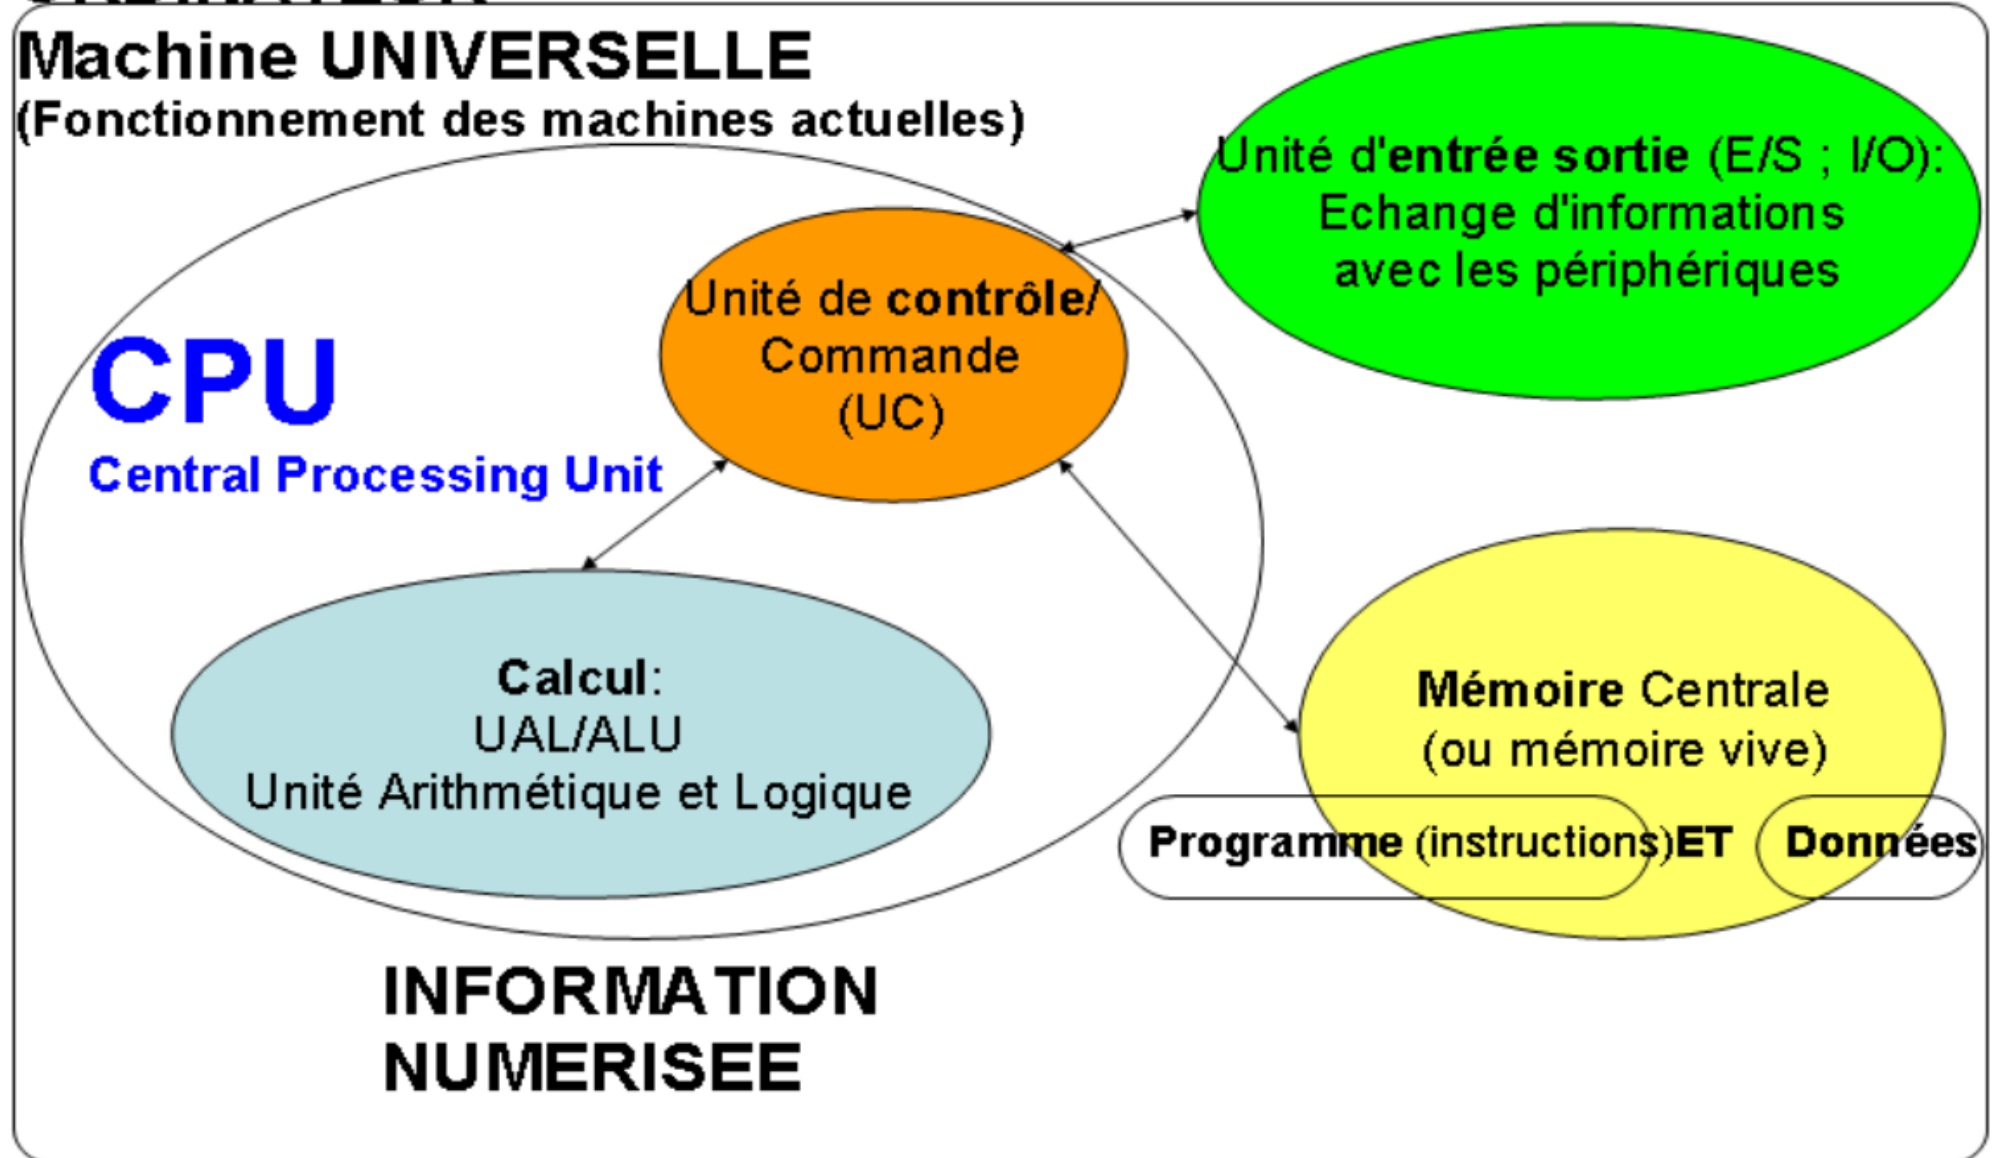 Machine UNIVERSELLE
(Fonctionnement des machines actuelles)
Unité d'entrée sortie (E/S ; I/O):
Echange d'informations
avec les périphériques
Unité de contrôle/
Commande
(UC)
CPU
Central Processing Unit
Calcul:
UAL/ALU
Unité Arithmétique et Logique
Mémoire Centrale
(ou mémoire vive)
Programme (instructions)ET Données
INFORMATION
NUMERISEE